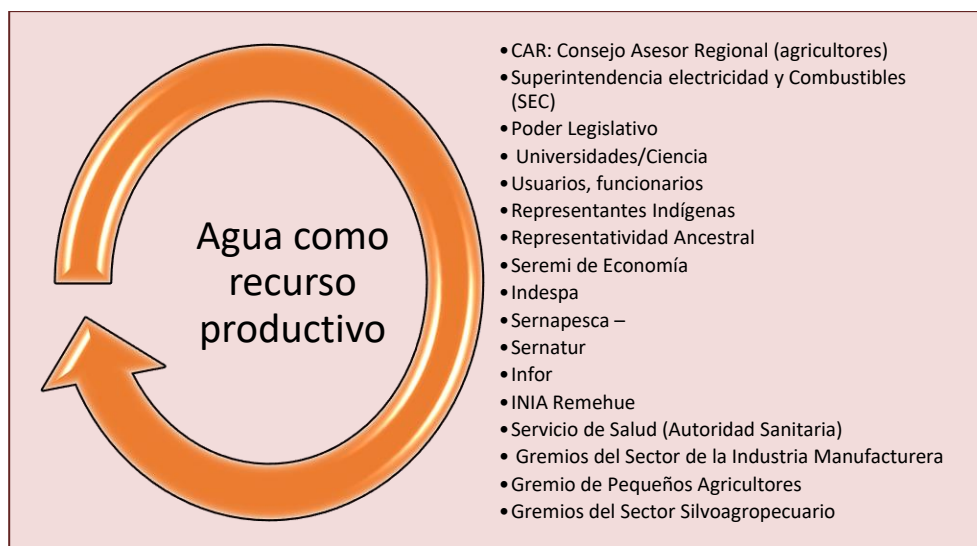 Agua como
recurso
productivo
•CAR: Consejo Asesor Regional (agricultores)
•Superintendencia electricidad y Combustibles
(SEC)
•Poder Legislativo
• Universidades/Ciencia
•Usuarios, funcionarios
•Representantes Indígenas
•Representatividad Ancestral
•Seremi de Economía
•Indespa
•Sernapesca –
•Sernatur
•Infor
•INIA Remehue
•Servicio de Salud (Autoridad Sanitaria)
• Gremios del Sector de la Industria Manufacturera
•Gremio de Pequeños Agricultores
•Gremios del Sector Silvoagropecuario